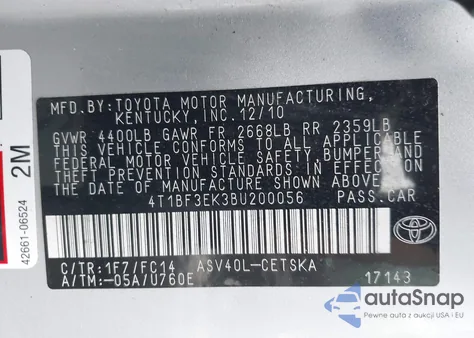 MFD.BY:TOYOTA MOTOR MANUFACTURING,
KENTUCKY,INC.12/10
GVWR 4400LB GAWR FR 2668LB RR 2359LB
THIS VEHICLE CONFORMS TO ALL APPLICABLE
FEDERAL MOTOR VEHICLE SAFETY,BUMPER,AND
THEFT PREVENTION STANDARDS IN EFFECT ON
THE DATE OF MANUFACTURE SHOWN ABOVE.
4T1BF3EK3BU200056 PASS.CAR
C/TR:1F7/FC14 ASV40L-CETSKA
A/TM:-05A/U760E 17143
2M
42661-06524
autaSnap
Pewne auta z aukcji USA i EU